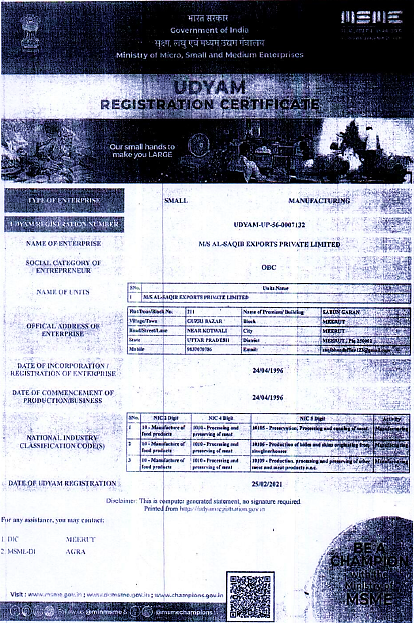 भारत सरकार
Government of India
सूक्ष्म, लघु एवं मध्यम उद्यम मंत्रालय
Ministry of Micro, Small and Medium Enterprises
MSME
UDYAM
REGISTRATION CERTIFICATE
Our small hands to
make you LARGE
TYPE OF ENTERPRISE SMALL MANUFACTURING
UDYAM REGISTRATION NUMBER UDYAM-UP-56-0007132
NAME OF ENTERPRISE M/S AL-SAQIB EXPORTS PRIVATE LIMITED
SOCIAL CATEGORY OF
ENTREPRENEUR OBC
NAME OF UNITS
SNo. Units Name
1 M/S AL-SAQIB EXPORTS PRIVATE LIMITED
OFFICAL ADDRESS OF
ENTERPRISE
Flat/Door/Block No. 211 Name of Premises/ Building
Village/Town GUZRI BAZAR Block MEERUT
Road/Street/Lane NEAR KOTWALI City MEERUT
State UTTAR PRADESH District MEERUT, Pin
Mobile Email:
DATE OF INCORPORATION /
REGISTRATION OF ENTERPRISE 24/04/1996
DATE OF COMMENCEMENT OF
PRODUCTION/BUSINESS 24/04/1996
NATIONAL INDUSTRY
CLASSIFICATION CODE(S)
SNo. NIC 2 Digit NIC 4 Digit NIC 5 Digit Activity
1 10 - Manufacture of food products 1010 - Processing and preserving of meat 10105 - Preservation, Processing and canning of meat Manufacturing
2 10 - Manufacture of food products 1010 - Processing and preserving of meat 10106 - Production of hides and skins originating from slaughterhouses Manufacturing
3 10 - Manufacture of food products 1010 - Processing and preserving of meat 10109 - Production, processing and preserving of other meat and meat products n.e.c. Manufacturing
DATE OF UDYAM REGISTRATION 25/02/2021
Disclaimer: This is computer generated statement, no signature required.
Printed from https://udyamregistration.gov.in
For any assistance, you may contact:
1. DIC MEERUT
2. MSME-DI AGRA
Visit : www.msme.gov.in ; www.dcmsme.gov.in ; www.champions.gov.in
Follow us @minmsme & @msmechampions
BE A
CHAMPION
Ministry of
MSME